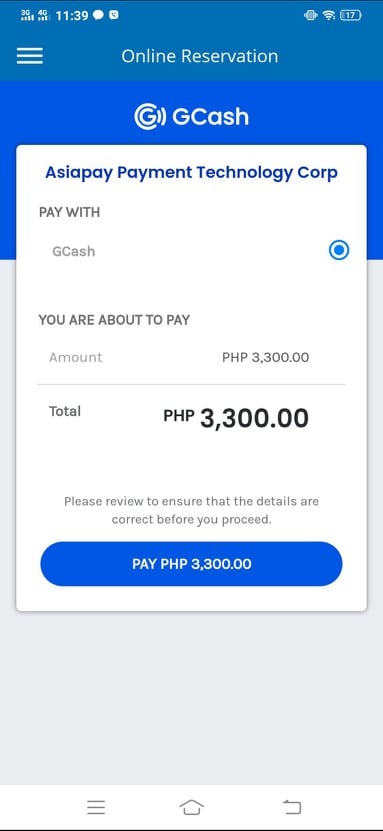 3G 4G 11:39 17
Online Reservation
GCash
Asiapay Payment Technology Corp
PAY WITH
GCash
YOU ARE ABOUT TO PAY
Amount PHP 3,300.00
Total PHP 3,300.00
Please review to ensure that the details are
correct before you proceed.
PAY PHP 3,300.00